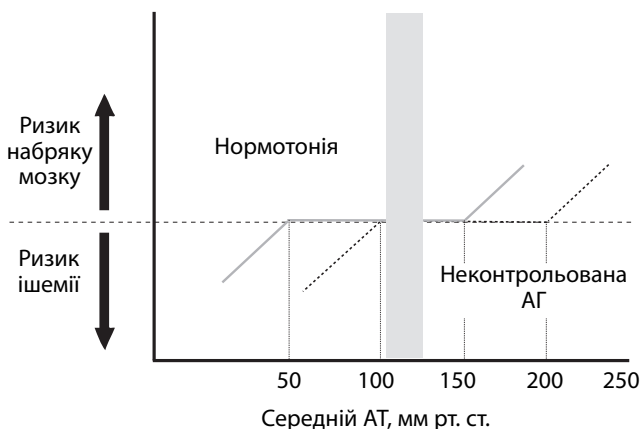 Ризик
набряку
мозку
Нормотонія
Ризик
ішемії
Неконтрольована
АГ
50 100 150 200 250
Середній АТ, мм рт. ст.